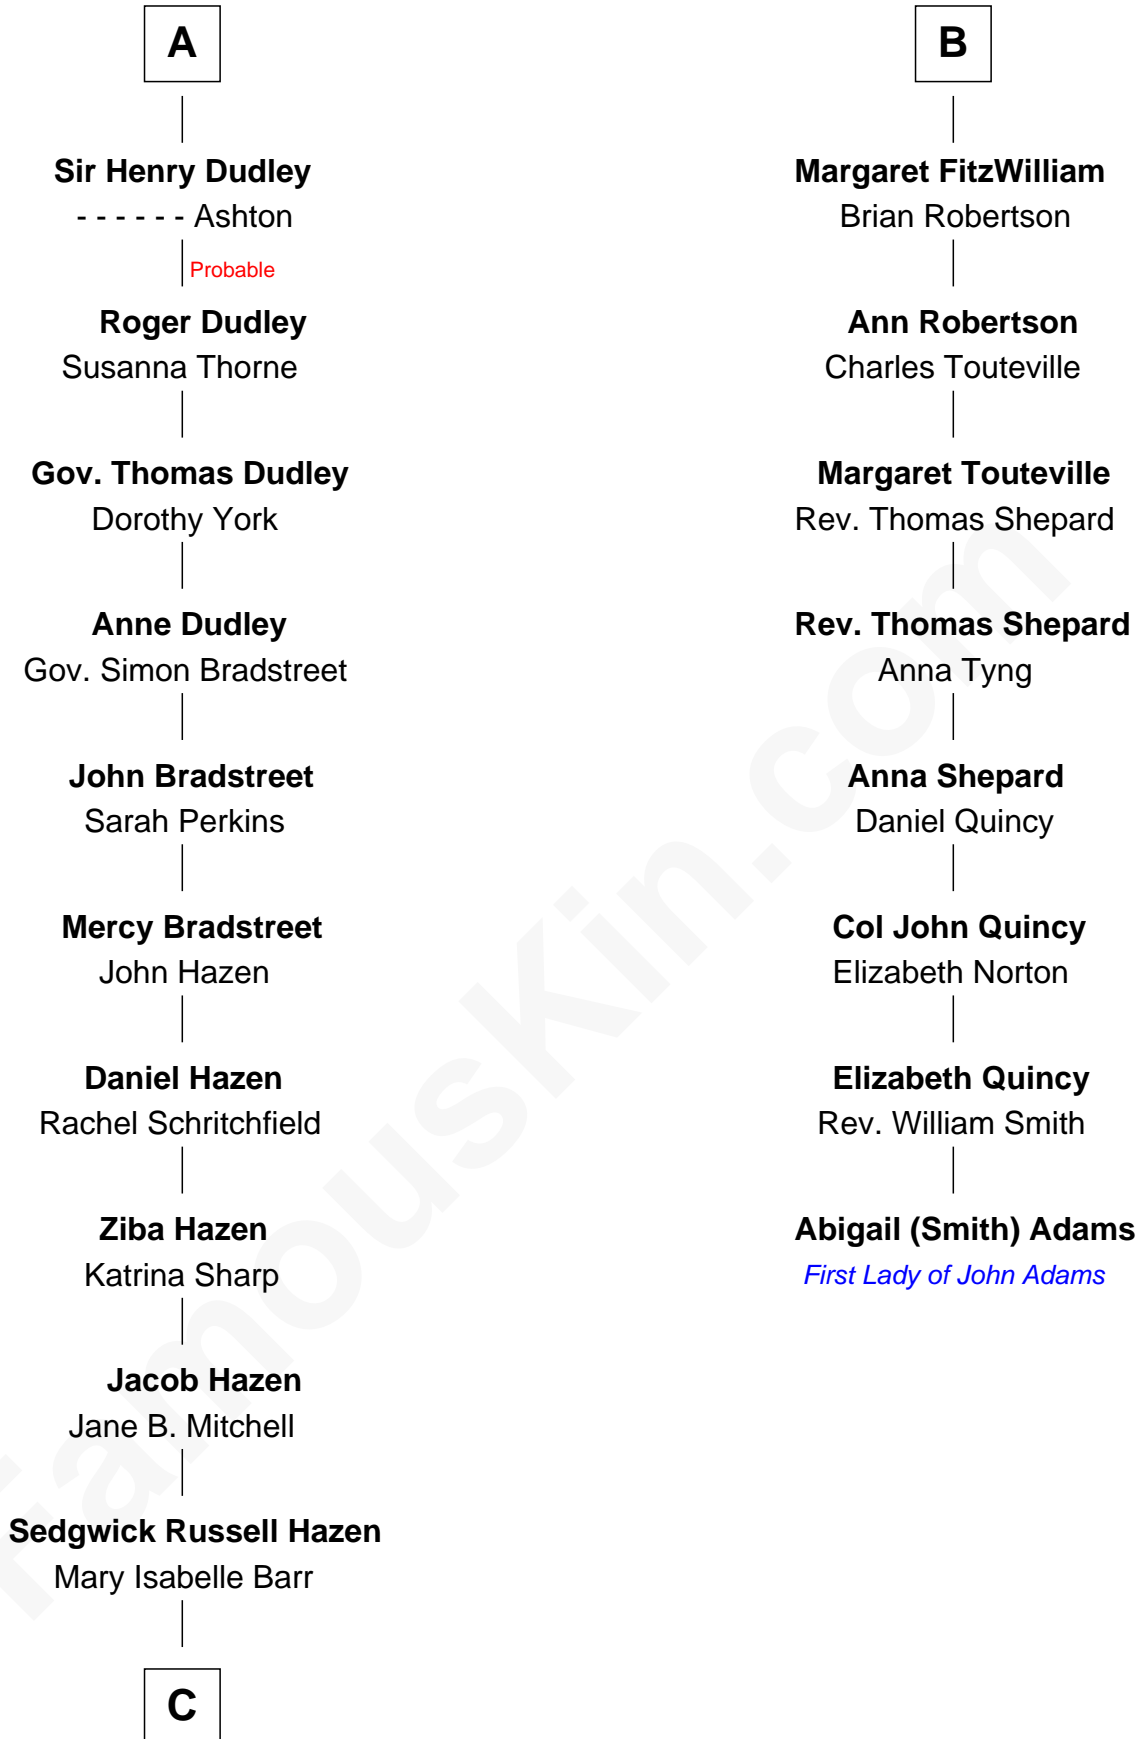 A
Sir Henry Dudley
- - - - - - Ashton
Probable
Roger Dudley
Susanna Thorne
Gov. Thomas Dudley
Dorothy York
Anne Dudley
Gov. Simon Bradstreet
John Bradstreet
Sarah Perkins
Mercy Bradstreet
John Hazen
Daniel Hazen
Rachel Schritchfield
Ziba Hazen
Katrina Sharp
Jacob Hazen
Jane B. Mitchell
Sedgwick Russell Hazen
Mary Isabelle Barr
C
B
Margaret FitzWilliam
Brian Robertson
Ann Robertson
Charles Touteville
Margaret Touteville
Rev. Thomas Shepard
Rev. Thomas Shepard
Anna Tyng
Anna Shepard
Daniel Quincy
Col John Quincy
Elizabeth Norton
Elizabeth Quincy
Rev. William Smith
Abigail (Smith) Adams
First Lady of John Adams
FamousKin.com